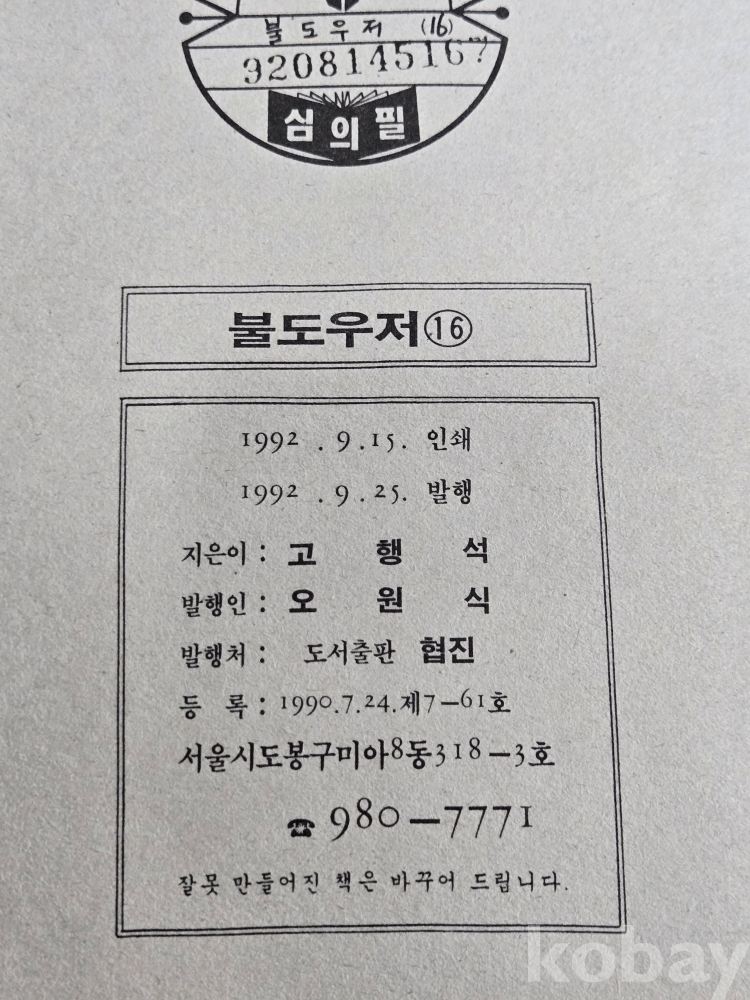 불도우저 (16)
9208145167
심의필
불도우저⑯
1992 . 9 . 15 . 인쇄
1992 . 9 . 25 . 발행
지은이 : 고 행 석
발행인 : 오 원 식
발행처 : 도서출판 협진
등 록 : 1990.7.24.제7-61호
서울시도봉구미아8동318-3호
☎ 980-7771
잘못 만들어진 책은 바꾸어 드립니다.
kobay